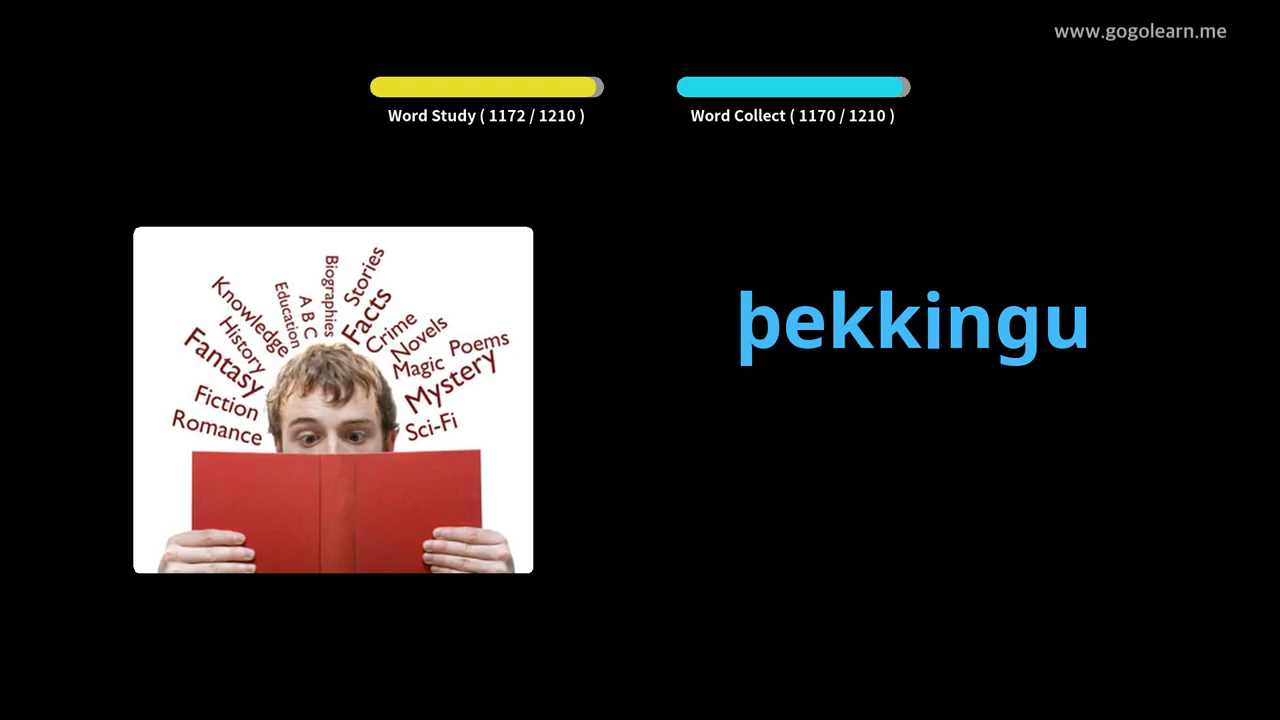 www.gogolearn.me
Word Study ( 1172 / 1210 )
Word Collect ( 1170 / 1210 )
Knowledge
Education
A B C
Biographies
Stories
History
Facts
Crime
Novels
Fantasy
Magic
Poems
Fiction
Mystery
Romance
Sci-Fi
þekkingu